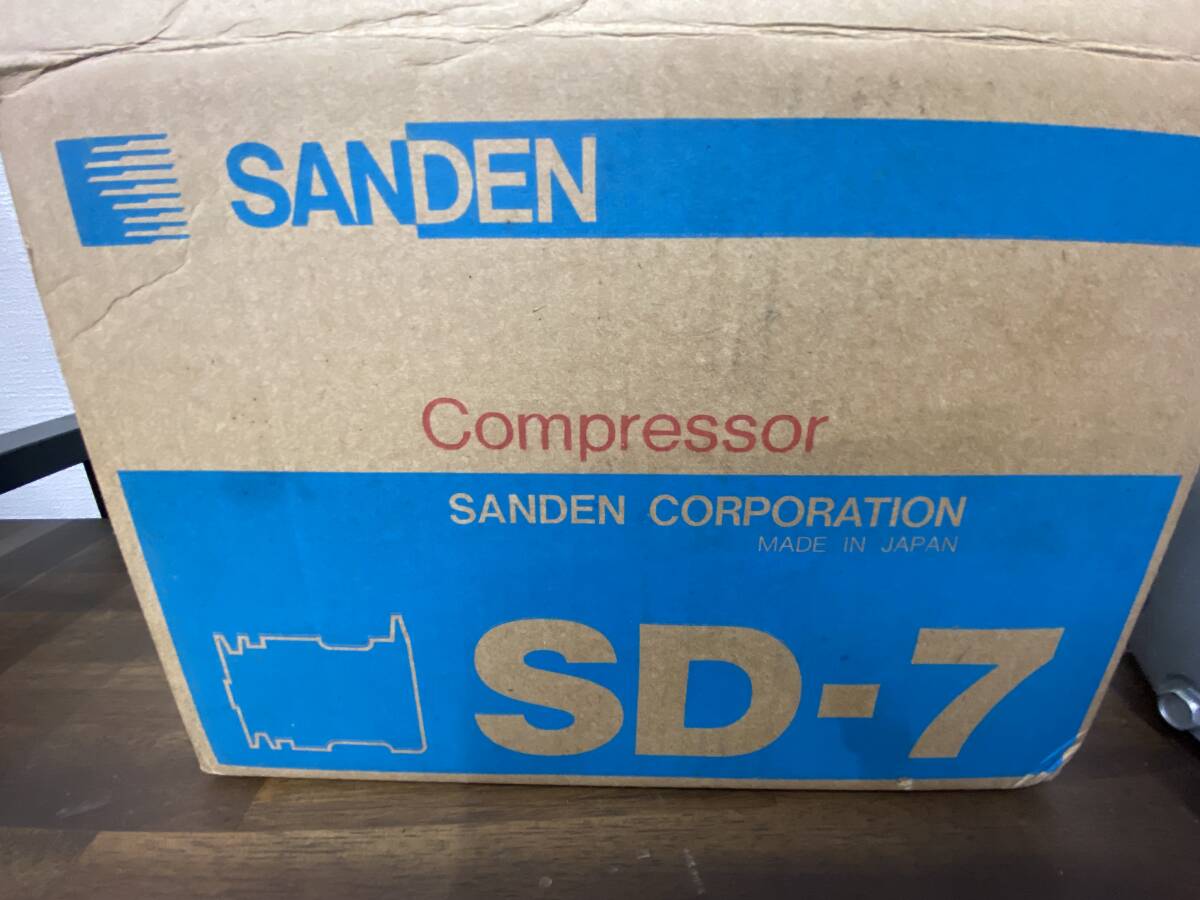 SANDEN
Compressor
SANDEN CORPORATION
MADE IN JAPAN
SD-7